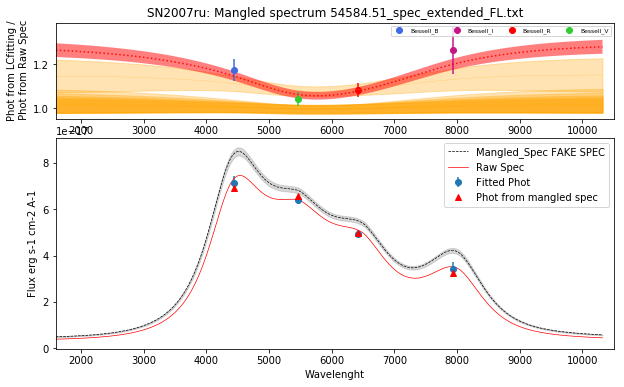 SN2007ru: Mangled spectrum 54584.51_spec_extended_FL.txt
Phot from LCfitting /
Phot from Raw Spec
Bessell_B Bessell_I Bessell_R Bessell_V
1.2
1.0
2000 3000 4000 5000 6000 7000 8000 9000 10000
1e−17
Mangled_Spec FAKE SPEC
Raw Spec
Fitted Phot
Phot from mangled spec
Flux erg s-1 cm-2 A-1
8
6
4
2
0
2000 3000 4000 5000 6000 7000 8000 9000 10000
Wavelenght